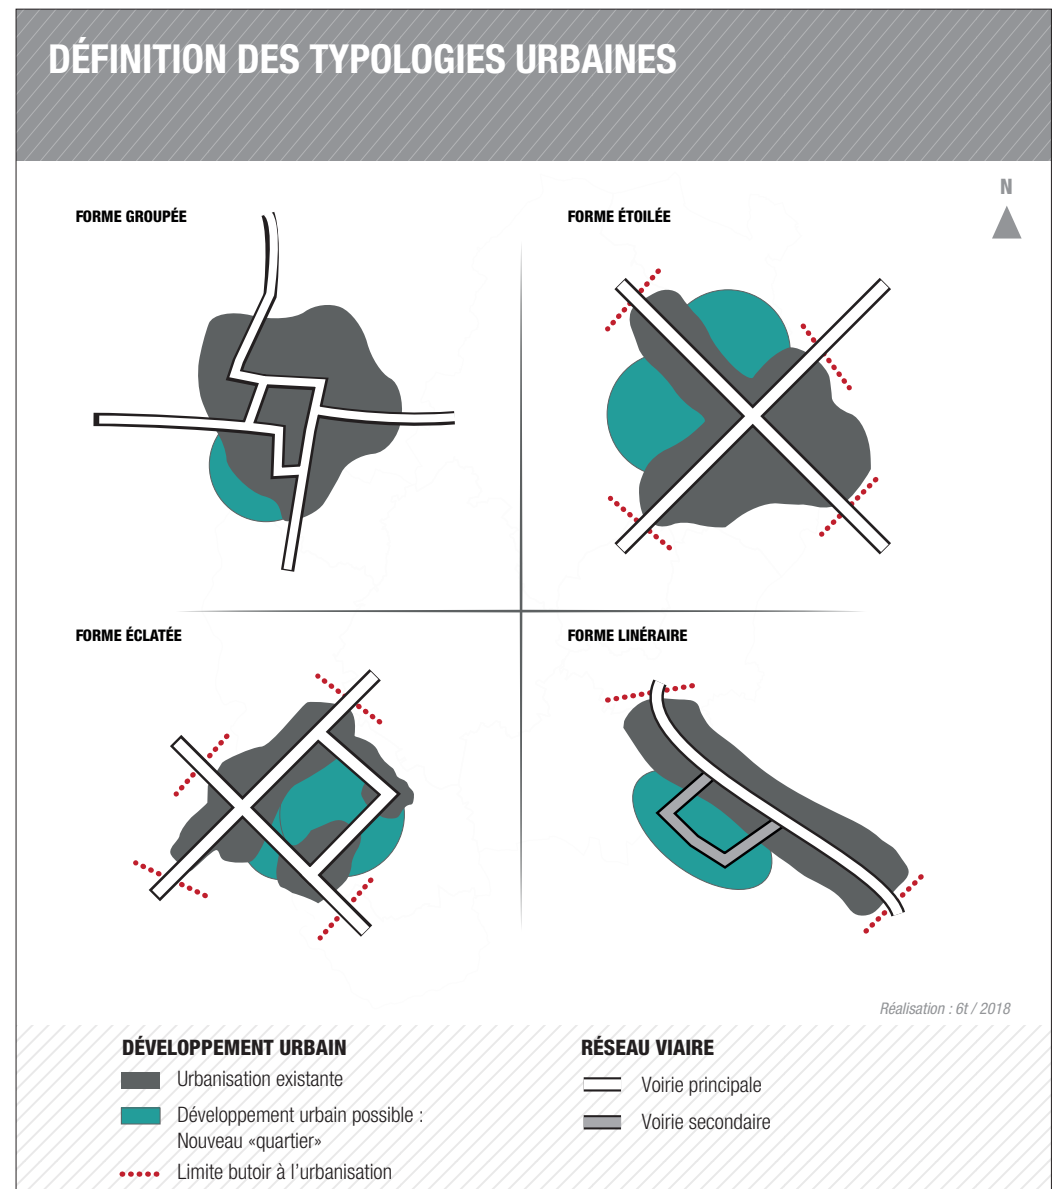 DÉFINITION DES TYPOLOGIES URBAINES
N
FORME GROUPÉE
FORME ÉTOILÉE
FORME ÉCLATÉE
FORME LINÉRAIRE
Réalisation : 6t / 2018
DÉVELOPPEMENT URBAIN
Urbanisation existante
Développement urbain possible :
Nouveau «quartier»
Limite butoir à l'urbanisation
RÉSEAU VIAIRE
Voirie principale
Voirie secondaire